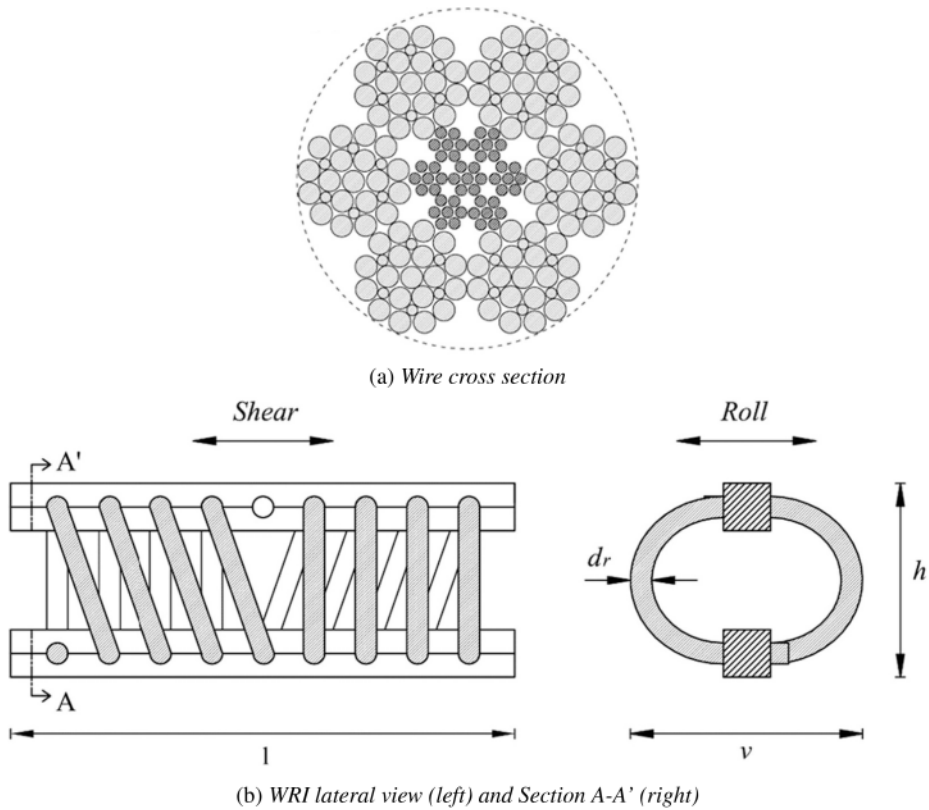 (a) Wire cross section
Shear
Roll
A'
dr
h
A
l
v
(b) WRI lateral view (left) and Section A-A' (right)